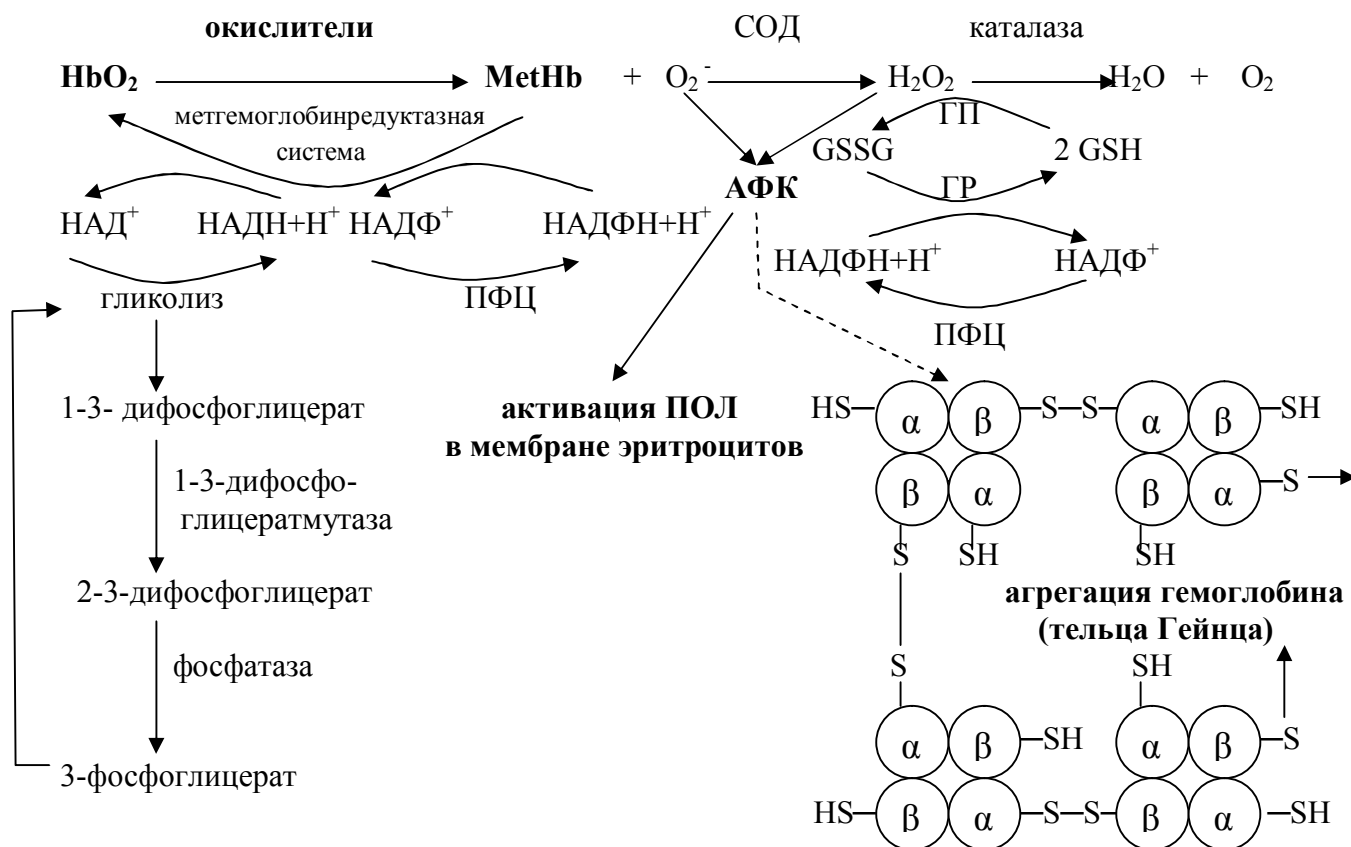 окислители СОД каталаза
HbO₂ MetHb + O₂⁻ H₂O₂ H₂O + O₂
метгемоглобинредуктазная
система
ГП
GSSG 2 GSH
АФК ГР
НАД⁺ НАДН+Н⁺ НАДФ⁺ НАДФН+Н⁺
НАДФН+Н⁺ НАДФ⁺
гликолиз ПФЦ
ПФЦ
1-3- дифосфоглицерат
активация ПОЛ
в мембране эритроцитов
1-3-дифосфо-
глицератмутаза
2-3-дифосфоглицерат
фосфатаза
3-фосфоглицерат
HS α β S S α β SH
β α β α S
S SH SH
агрегация гемоглобина
(тельца Гейнца)
S SH
α β SH α β S
HS β α S S β α SH